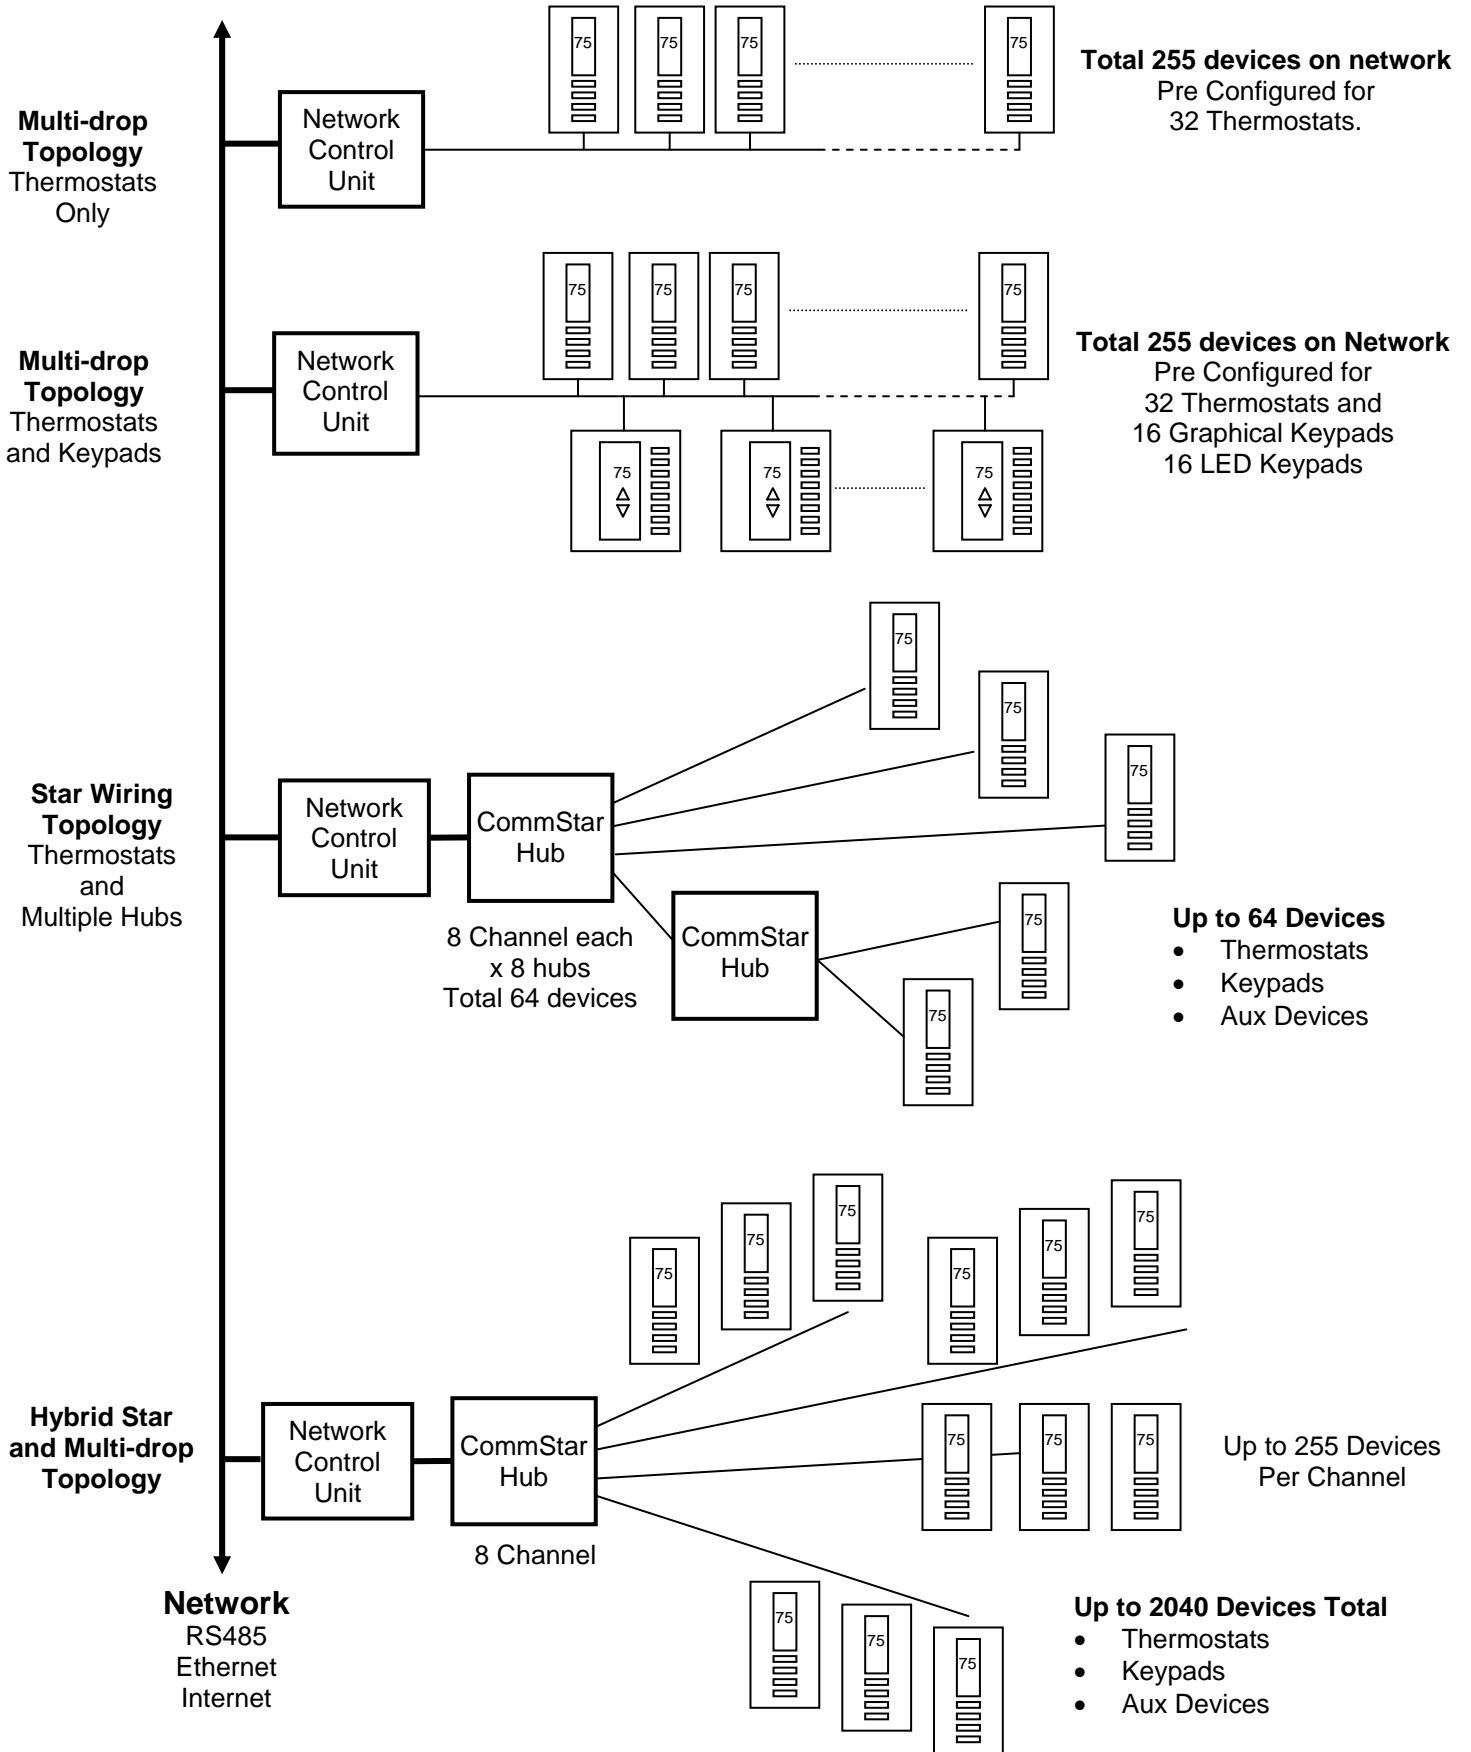 75
75
75
75
Total 255 devices on network
Pre Configured for
32 Thermostats.
Multi-drop
Topology
Thermostats
Only
Network
Control
Unit
75
75
75
75
Multi-drop
Topology
Thermostats
and Keypads
Network
Control
Unit
Total 255 devices on Network
Pre Configured for
32 Thermostats and
16 Graphical Keypads
16 LED Keypads
75
75
75
75
75
75
Star Wiring
Topology
Thermostats
and
Multiple Hubs
Network
Control
Unit
CommStar
Hub
8 Channel each
x 8 hubs
Total 64 devices
CommStar
Hub
75
75
Up to 64 Devices
• Thermostats
• Keypads
• Aux Devices
75
75
75
75
75
75
Hybrid Star
and Multi-drop
Topology
Network
Control
Unit
CommStar
Hub
8 Channel
75
75
75
Up to 255 Devices
Per Channel
75
75
75
Network
RS485
Ethernet
Internet
Up to 2040 Devices Total
• Thermostats
• Keypads
• Aux Devices